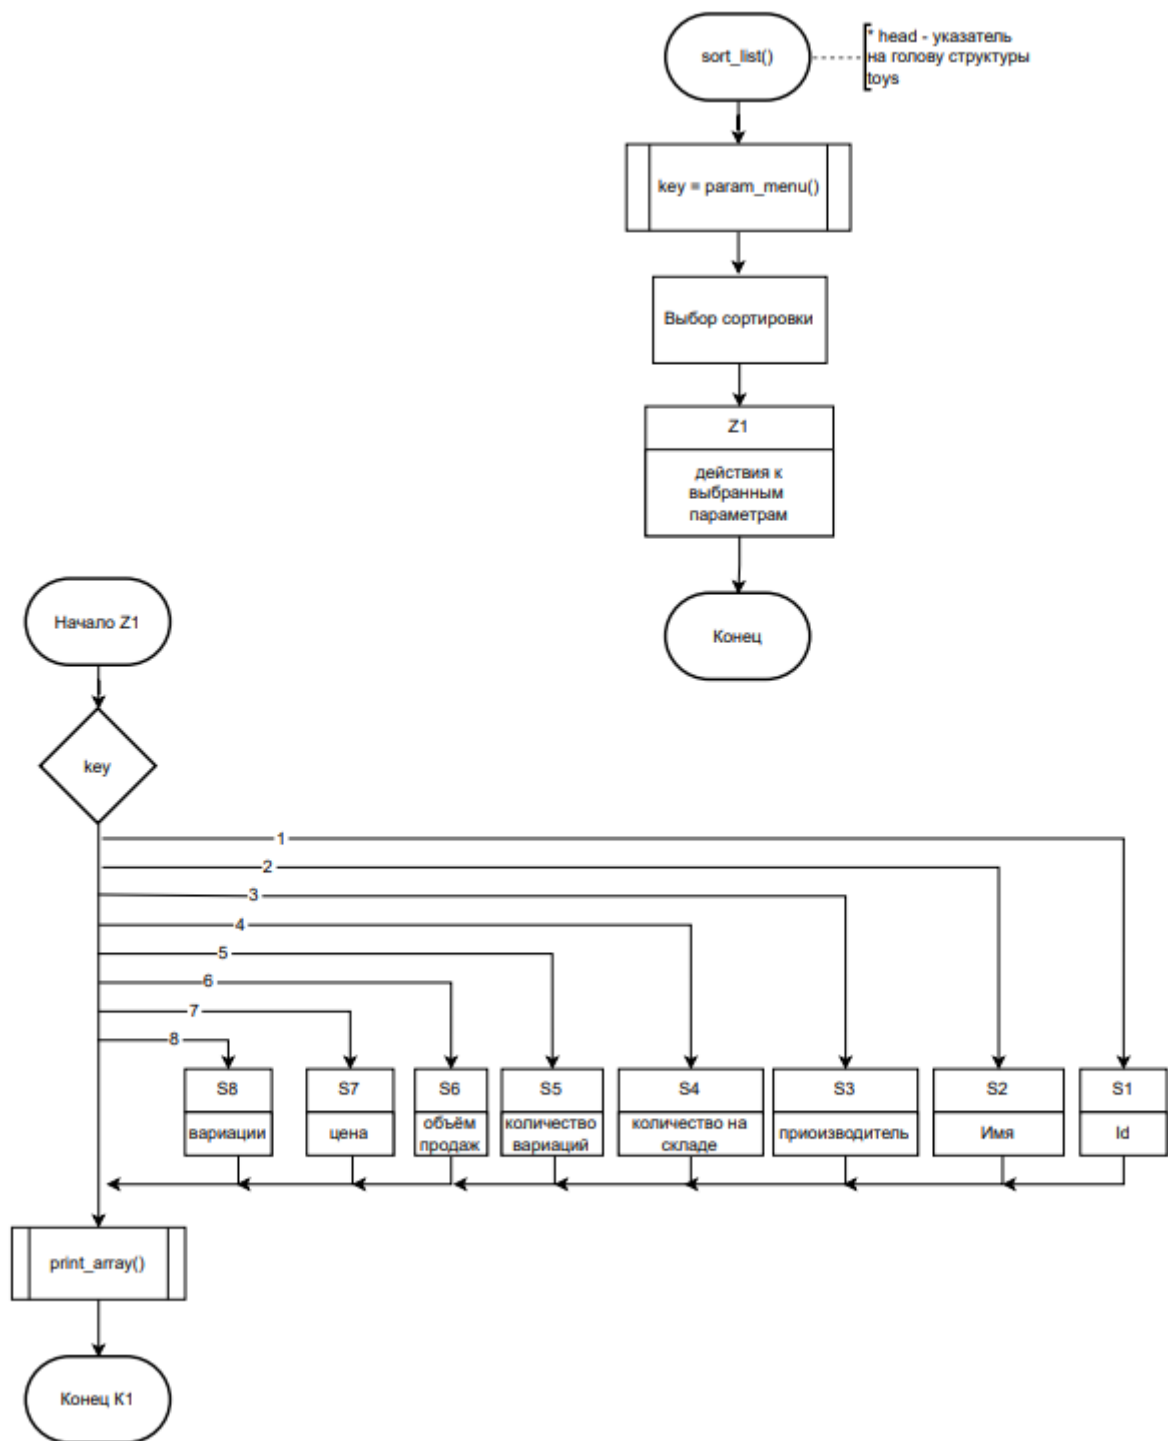 sort_list()
* head - указатель
на голову структуры
toys
key = param_menu()
Выбор сортировки
Z1
действия к
выбранным
параметрам
Конец
Начало Z1
key
1
2
3
4
5
6
7
8
S8
вариации
S7
цена
S6
объём
продаж
S5
количество
вариаций
S4
количество на
складе
S3
приоизводитель
S2
Имя
S1
Id
print_array()
Конец К1